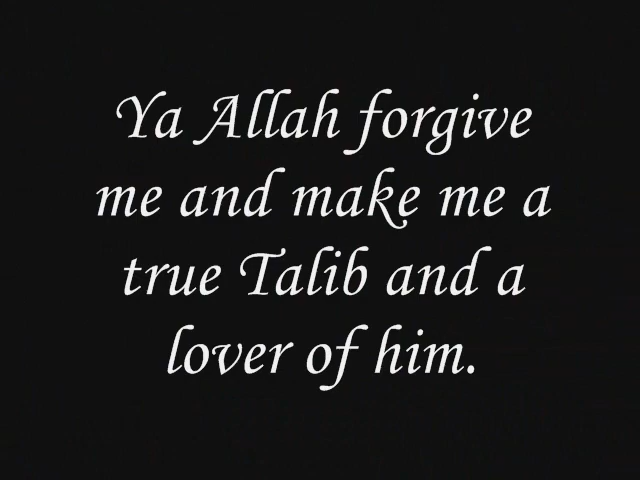 Ya Allah forgive
me and make me a
true Talib and a
lover of him.